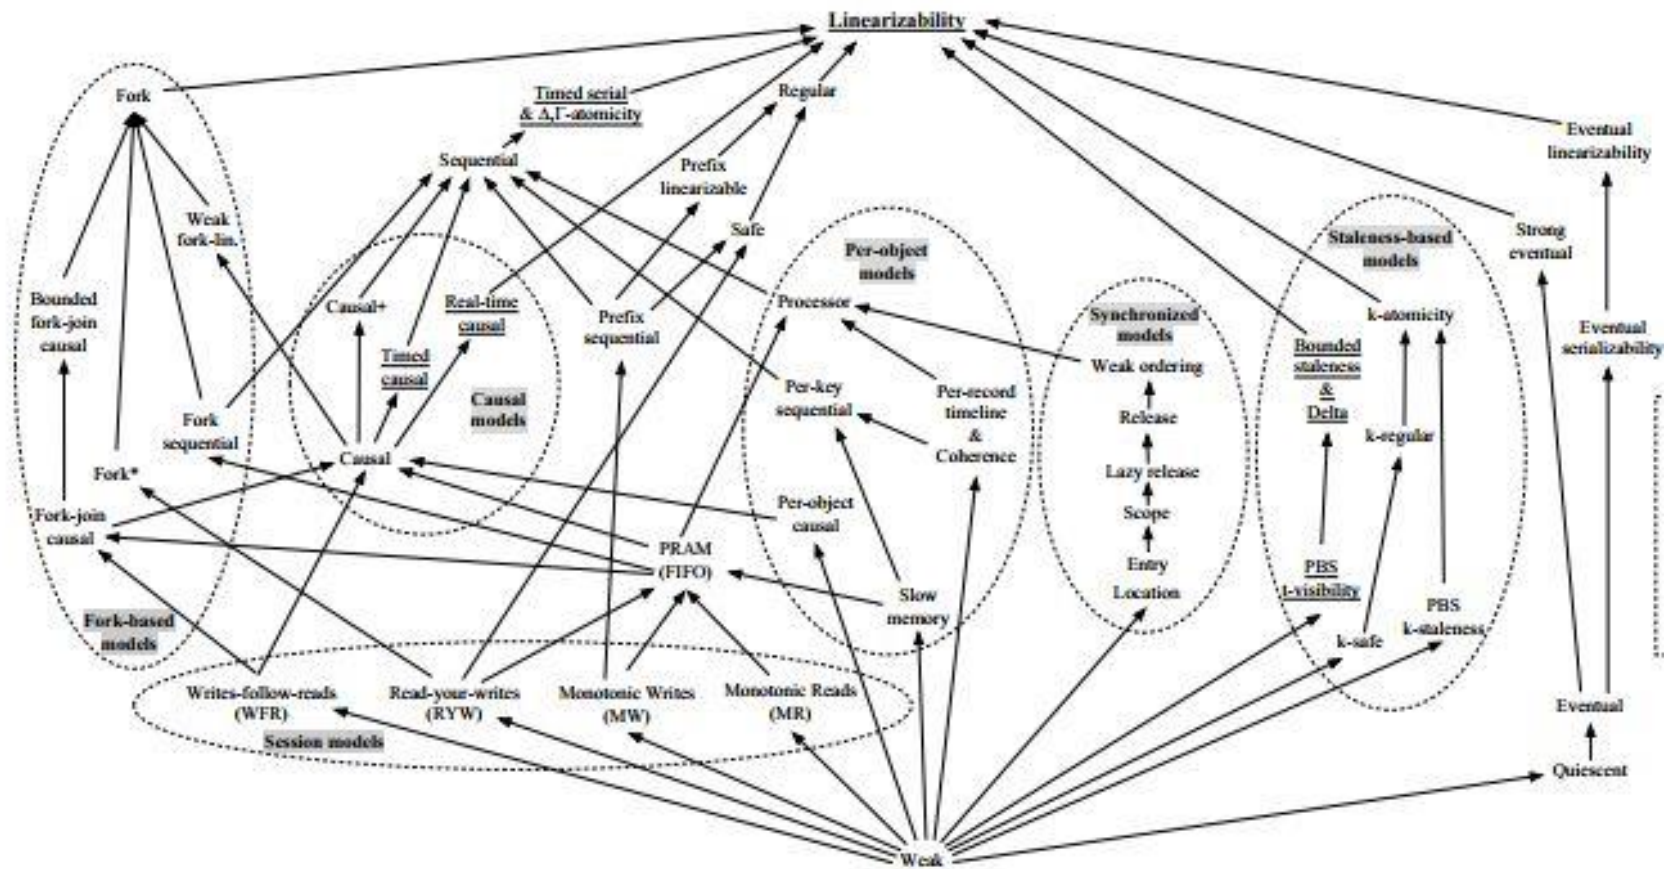 Linearizability
Fork
Timed serial
& Δ,Γ-atomicity
Regular
Eventual
linearizability
Sequential
Prefix
linearizable
Weak
fork-lin.
Safe
Strong
eventual
Staleness-based
models
Per-object
models
Bounded
fork-join
causal
Causal+
Real-time
causal
Prefix
sequential
Processor
Synchronized
models
k-atomicity
Eventual
serializability
Timed
causal
Weak ordering
Bounded
staleness
&
Delta
Causal
models
Per-key
sequential
Per-record
timeline
&
Coherence
Release
Fork
sequential
k-regular
Causal
Fork*
Lazy release
Fork-join
causal
Per-object
causal
Scope
PRAM
(FIFO)
Entry
Location
PBS
t-visibility
Slow
memory
PBS
k-staleness
k-safe
Fork-based
models
Writes-follow-reads
(WFR)
Read-your-writes
(RYW)
Monotonic Writes
(MW)
Monotonic Reads
(MR)
Session models
Eventual
Quiescent
Weak